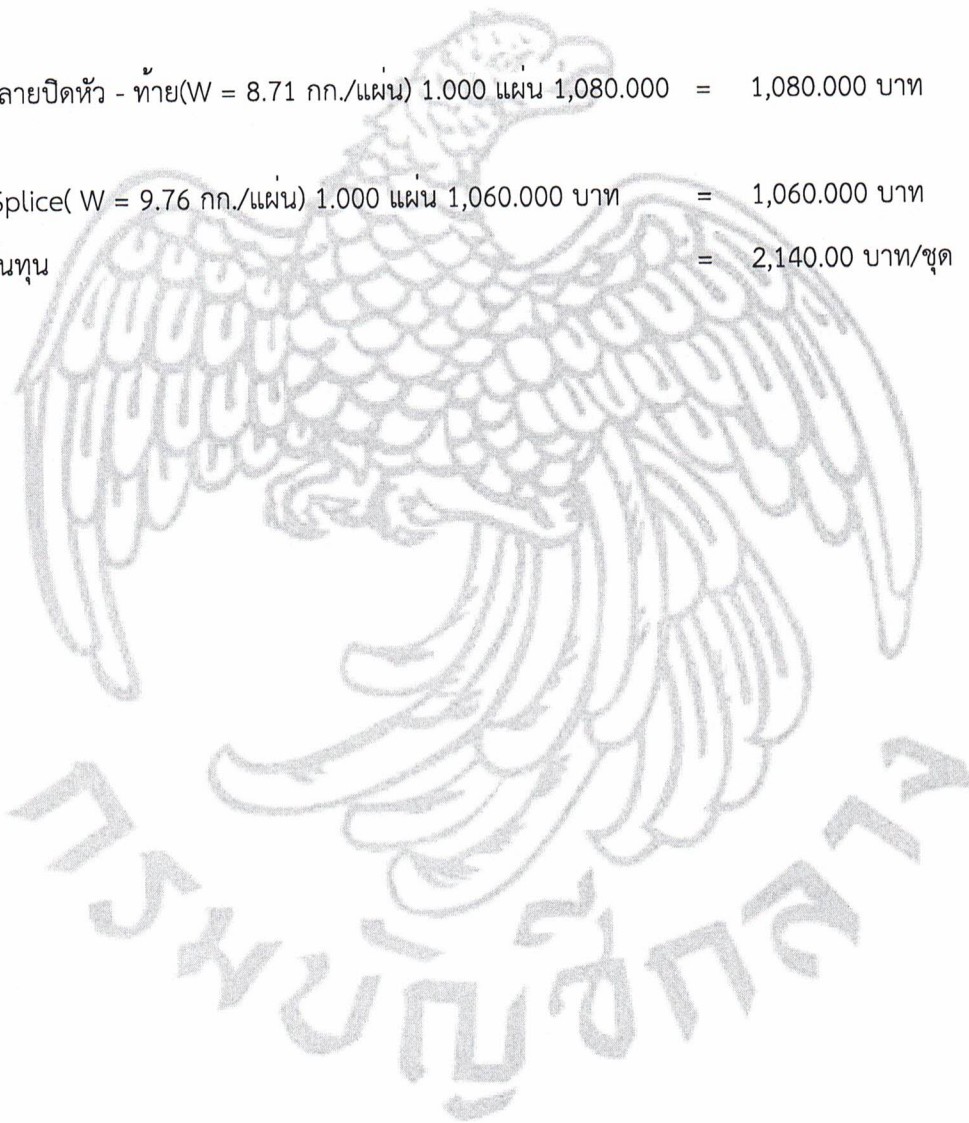 ลายปิดหัว - ท้าย(W = 8.71 กก./แผ่น) 1.000 แผ่น 1,080.000 = 1,080.000 บาท
Splice( W = 9.76 กก./แผ่น) 1.000 แผ่น 1,060.000 บาท = 1,060.000 บาท
นทุน = 2,140.00 บาท/ชุด
กรมบัญชีกลาง